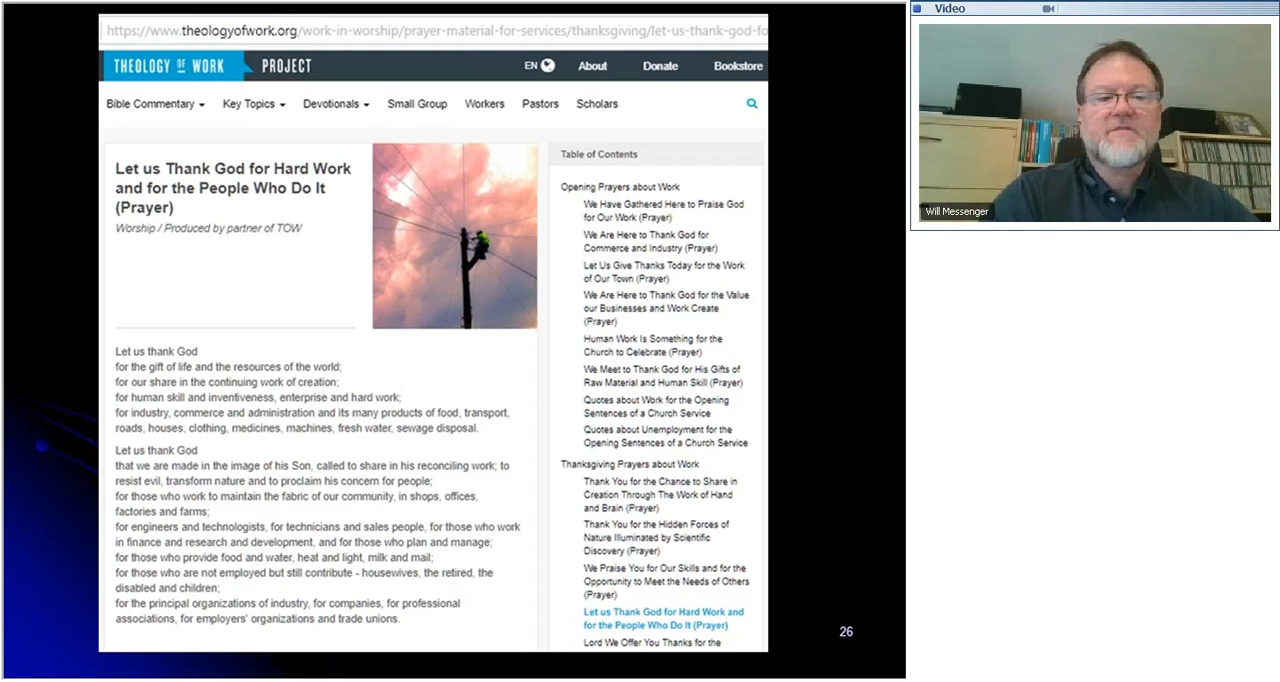 https://www.theologyofwork.org/work-in-worship/prayer-material-for-services/thanksgiving/let-us-thank-god-fo
THEOLOGY OF WORK PROJECT
EN About Donate Bookstore
Bible Commentary Key Topics Devotionals Small Group Workers Pastors Scholars
Let us Thank God for Hard Work
and for the People Who Do It
(Prayer)
Worship / Produced by partner of TOW
Let us thank God
for the gift of life and the resources of the world;
for our share in the continuing work of creation;
for human skill and inventiveness, enterprise and hard work;
for industry, commerce and administration and its many products of food, transport,
roads, houses, clothing, medicines, machines, fresh water, sewage disposal.
Let us thank God
that we are made in the image of his Son, called to share in his reconciling work; to
resist evil, transform nature and to proclaim his concern for people;
for those who work to maintain the fabric of our community, in shops, offices,
factories and farms;
for engineers and technologists, for technicians and sales people, for those who work
in finance and research and development, and for those who plan and manage;
for those who provide food and water, heat and light, milk and mail;
for those who are not employed but still contribute - housewives, the retired, the
disabled and children;
for the principal organizations of industry, for companies, for professional
associations, for employers' organizations and trade unions.
Table of Contents
Opening Prayers about Work
We Have Gathered Here to Praise God
for Our Work (Prayer)
We Are Here to Thank God for
Commerce and Industry (Prayer)
Let Us Give Thanks Today for the Work
of Our Town (Prayer)
We Are Here to Thank God for the Value
our Businesses and Work Create
(Prayer)
Human Work Is Something for the
Church to Celebrate (Prayer)
We Meet to Thank God for His Gifts of
Raw Material and Human Skill (Prayer)
Quotes about Work for the Opening
Sentences of a Church Service
Quotes about Unemployment for the
Opening Sentences of a Church Service
Thanksgiving Prayers about Work
Thank You for the Chance to Share in
Creation Through The Work of Hand
and Brain (Prayer)
Thank You for the Hidden Forces of
Nature Illuminated by Scientific
Discovery (Prayer)
We Praise You for Our Skills and for the
Opportunity to Meet the Needs of Others
(Prayer)
Let us Thank God for Hard Work and
for the People Who Do It (Prayer)
Lord We Offer You Thanks for the
26
Video
Will Messenger